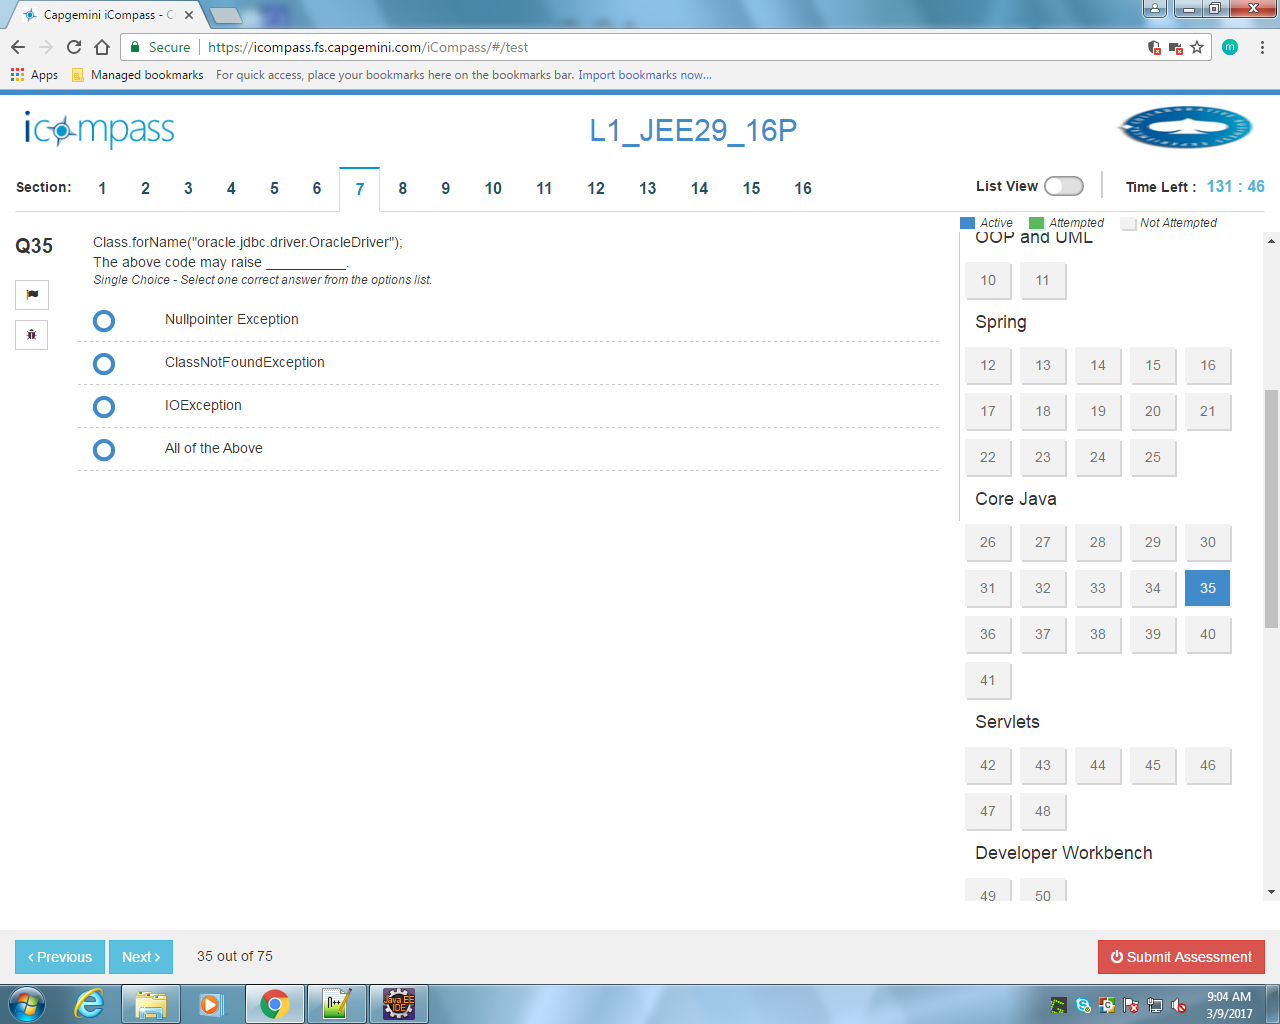 Capgemini iCompass - C
Secure https://icompass.fs.capgemini.com/iCompass/#/test
m
Apps Managed bookmarks For quick access, place your bookmarks here on the bookmarks bar. Import bookmarks now...
icompass
L1_JEE29_16P
Section: 1 2 3 4 5 6 7 8 9 10 11 12 13 14 15 16
List View Time Left : 131 : 46
Active Attempted Not Attempted
Q35
Class.forName("oracle.jdbc.driver.OracleDriver");
The above code may raise __________.
Single Choice - Select one correct answer from the options list.
Nullpointer Exception
ClassNotFoundException
IOException
All of the Above
OOP and UML
10 11
Spring
12 13 14 15 16
17 18 19 20 21
22 23 24 25
Core Java
26 27 28 29 30
31 32 33 34 35
36 37 38 39 40
41
Servlets
42 43 44 45 46
47 48
Developer Workbench
49 50
Previous Next 35 out of 75
Submit Assessment
N++
Java EE
IDE
9:04 AM
3/9/2017